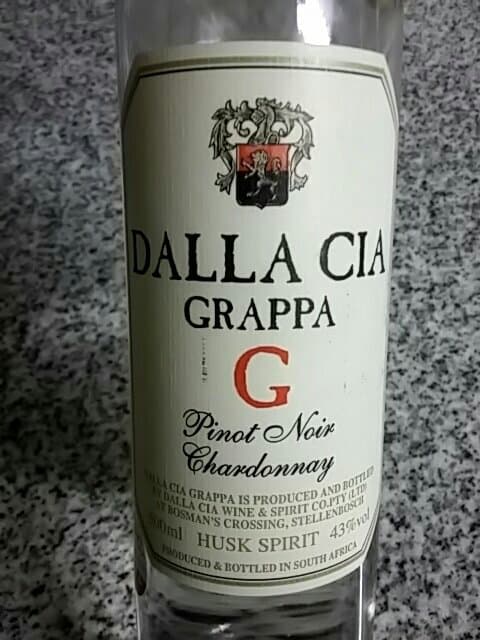 DALLA CIA
GRAPPA
G
Pinot Noir
Chardonnay
DALLA CIA GRAPPA IS PRODUCED AND BOTTLED
BY DALLA CIA WINE & SPIRIT CO.PTY (LTD)
AT BOSMAN'S CROSSING, STELLENBOSCH
HUSK SPIRIT 43%vol
PRODUCED & BOTTLED IN SOUTH AFRICA